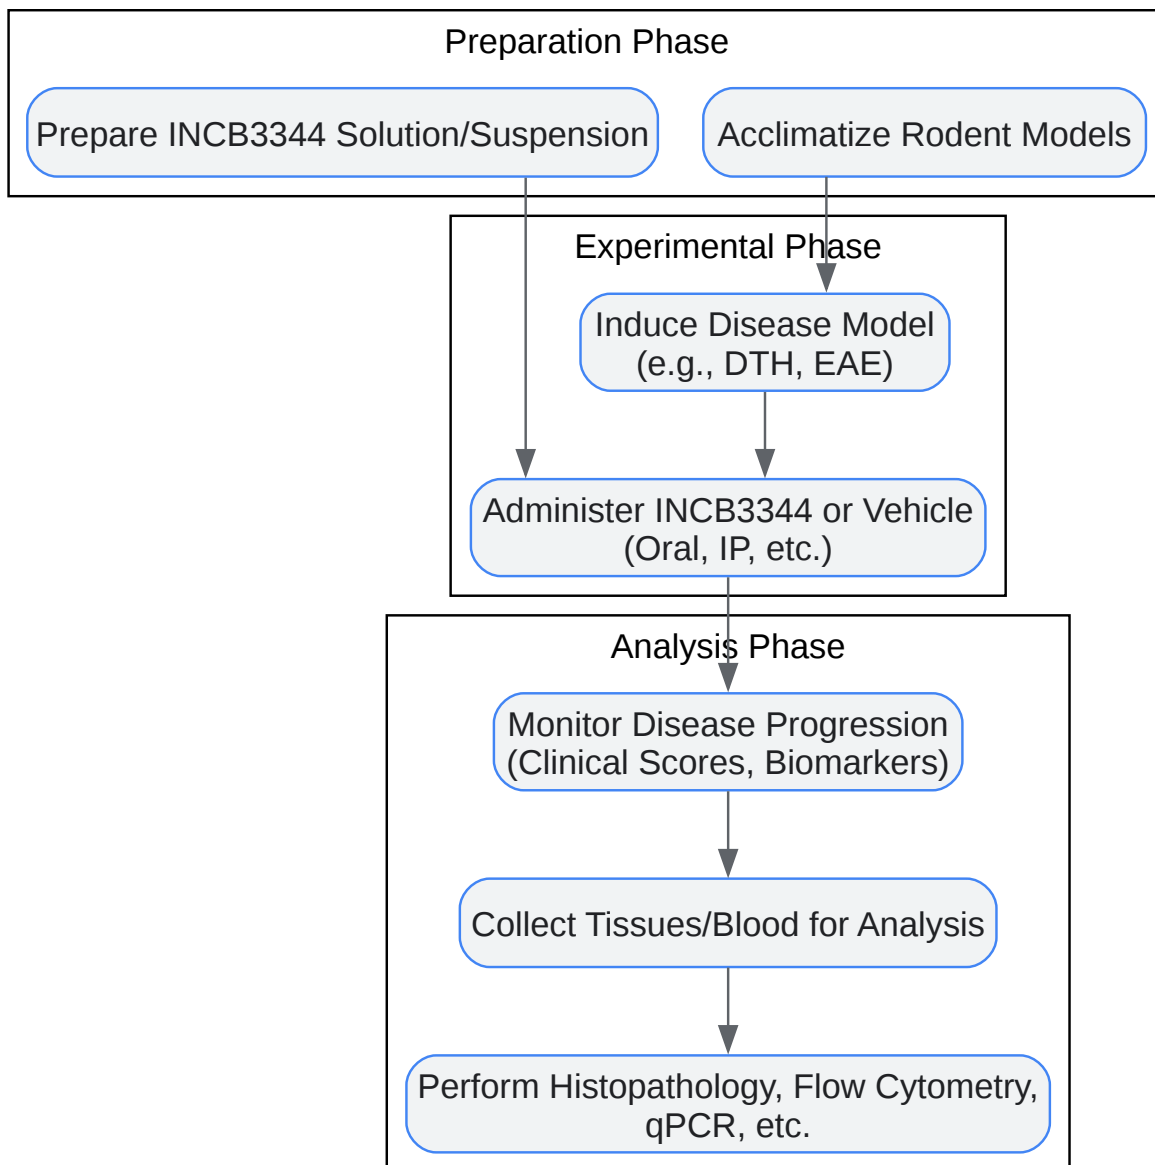 Preparation Phase
Prepare INCB3344 Solution/Suspension
Acclimatize Rodent Models
Experimental Phase
Induce Disease Model
(e.g., DTH, EAE)
Administer INCB3344 or Vehicle
(Oral, IP, etc.)
Analysis Phase
Monitor Disease Progression
(Clinical Scores, Biomarkers)
Collect Tissues/Blood for Analysis
Perform Histopathology, Flow Cytometry,
qPCR, etc.